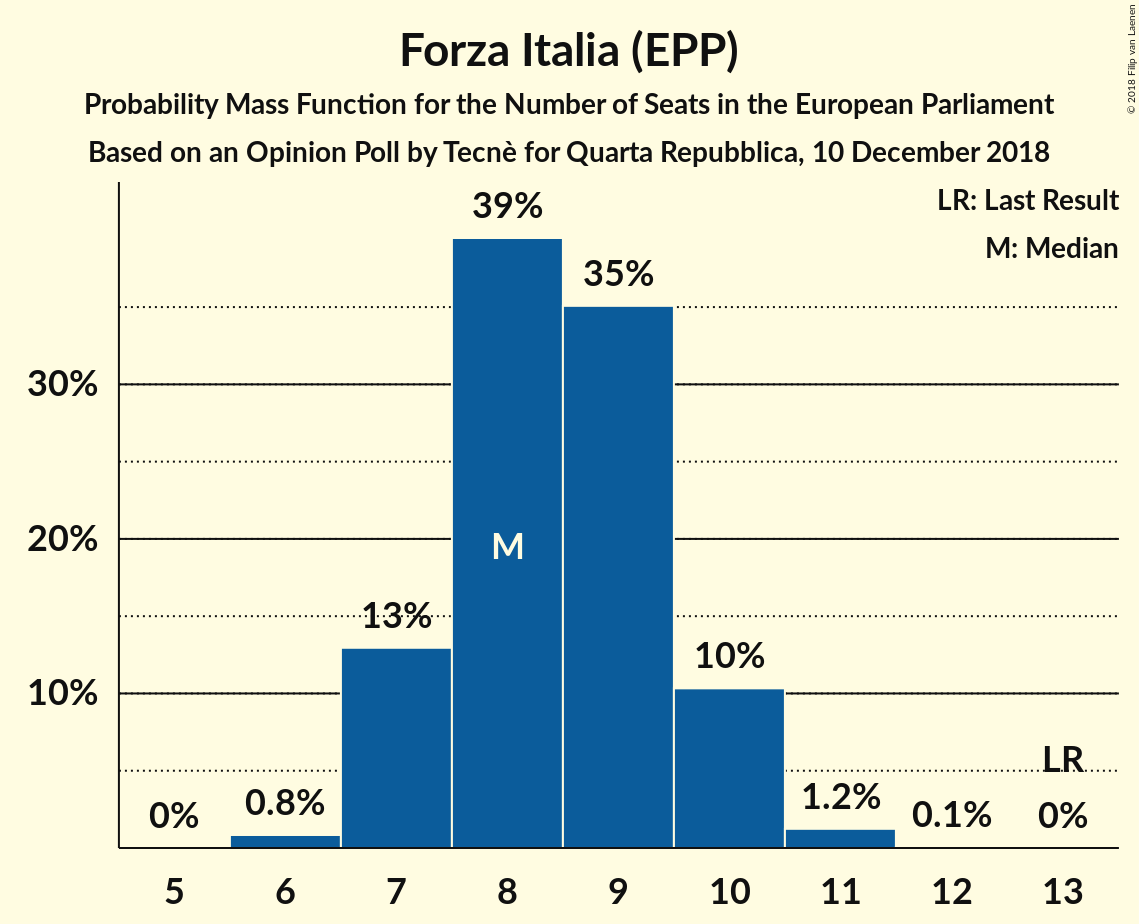 Forza Italia (EPP)
Probability Mass Function for the Number of Seats in the European Parliament
Based on an Opinion Poll by Tecnè for Quarta Repubblica, 10 December 2018
© 2018 Filip van Laenen
LR: Last Result
M: Median
39%
35%
30%
M
20%
13%
10%
10%
LR
0%
0.8%
1.2%
0.1%
0%
5 6 7 8 9 10 11 12 13